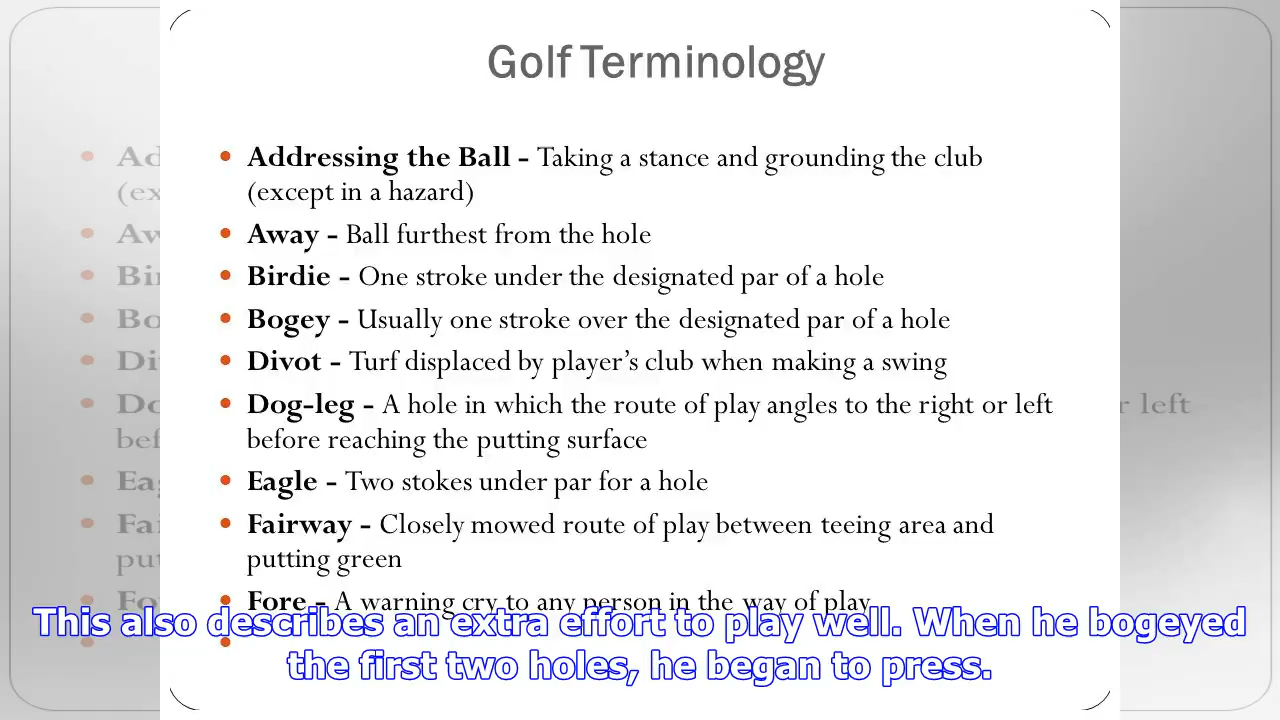 Golf Terminology
• Addressing the Ball - Taking a stance and grounding the club
(except in a hazard)
• Away - Ball furthest from the hole
• Birdie - One stroke under the designated par of a hole
• Bogey - Usually one stroke over the designated par of a hole
• Divot - Turf displaced by player's club when making a swing
• Dog-leg - A hole in which the route of play angles to the right or left
before reaching the putting surface
• Eagle - Two stokes under par for a hole
• Fairway - Closely mowed route of play between teeing area and
putting green
• Fore - A warning cry to any person in the way of play
This also describes an extra effort to play well. When he bogeyed
the first two holes, he began to press.